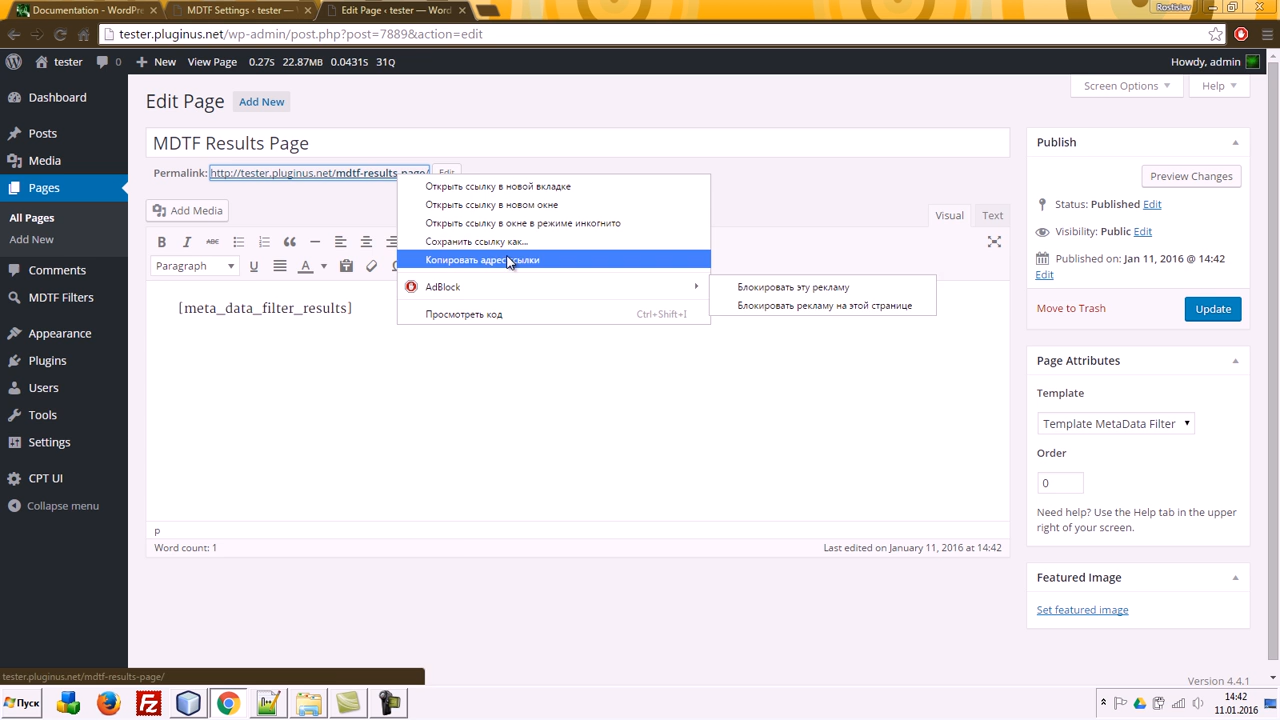 Documentation - WordPre
MDTF Settings ‹ tester —
Edit Page ‹ tester — Word
Rostislav
tester.pluginus.net/wp-admin/post.php?post=7889&action=edit
tester
0
New
View Page
0.27s 22.87MB 0.0431s 31Q
Howdy, admin
Dashboard
Posts
Media
Pages
All Pages
Add New
Comments
MDTF Filters
Appearance
Plugins
Users
Tools
Settings
CPT UI
Collapse menu
Screen Options
Help
Edit Page
Add New
MDTF Results Page
Permalink: http://tester.pluginus.net/mdtf-results-page/
Edit
Add Media
Visual
Text
B I ABC
Paragraph
U A
[meta_data_filter_results]
Открыть ссылку в новой вкладке
Открыть ссылку в новом окне
Открыть ссылку в окне в режиме инкогнито
Сохранить ссылку как...
Копировать адрес ссылки
AdBlock
Просмотреть код
Ctrl+Shift+I
Блокировать эту рекламу
Блокировать рекламу на этой странице
p
Word count: 1
Last edited on January 11, 2016 at 14:42
Publish
Preview Changes
Status: Published Edit
Visibility: Public Edit
Published on: Jan 11, 2016 @ 14:42
Edit
Move to Trash
Update
Page Attributes
Template
Template MetaData Filter
Order
0
Need help? Use the Help tab in the upper
right of your screen.
Featured Image
Set featured image
Version 4.4.1
tester.pluginus.net/mdtf-results-page/
Пуск
14:42
11.01.2016